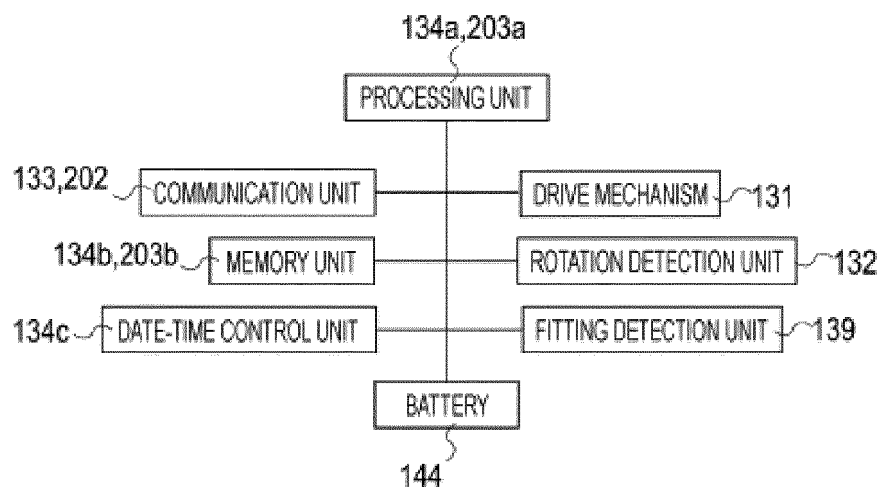 134a,203a
PROCESSING UNIT
133,202
COMMUNICATION UNIT
DRIVE MECHANISM
131
134b,203b
MEMORY UNIT
ROTATION DETECTION UNIT
132
134c
DATE-TIME CONTROL UNIT
FITTING DETECTION UNIT
139
BATTERY
144